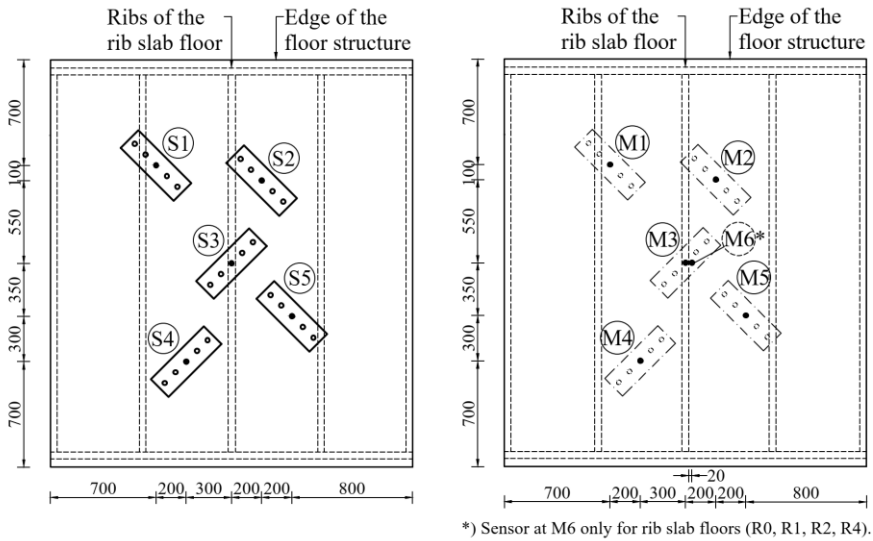 Ribs of the
rib slab floor
Edge of the
floor structure
700
100
550
350
300
700
S1
S2
S3
S5
S4
700
200
300
200
200
800
Ribs of the
rib slab floor
Edge of the
floor structure
700
100
550
350
300
700
M1
M2
M3
M6*
M5
M4
20
700
200
300
200
200
800
*) Sensor at M6 only for rib slab floors (R0, R1, R2, R4).